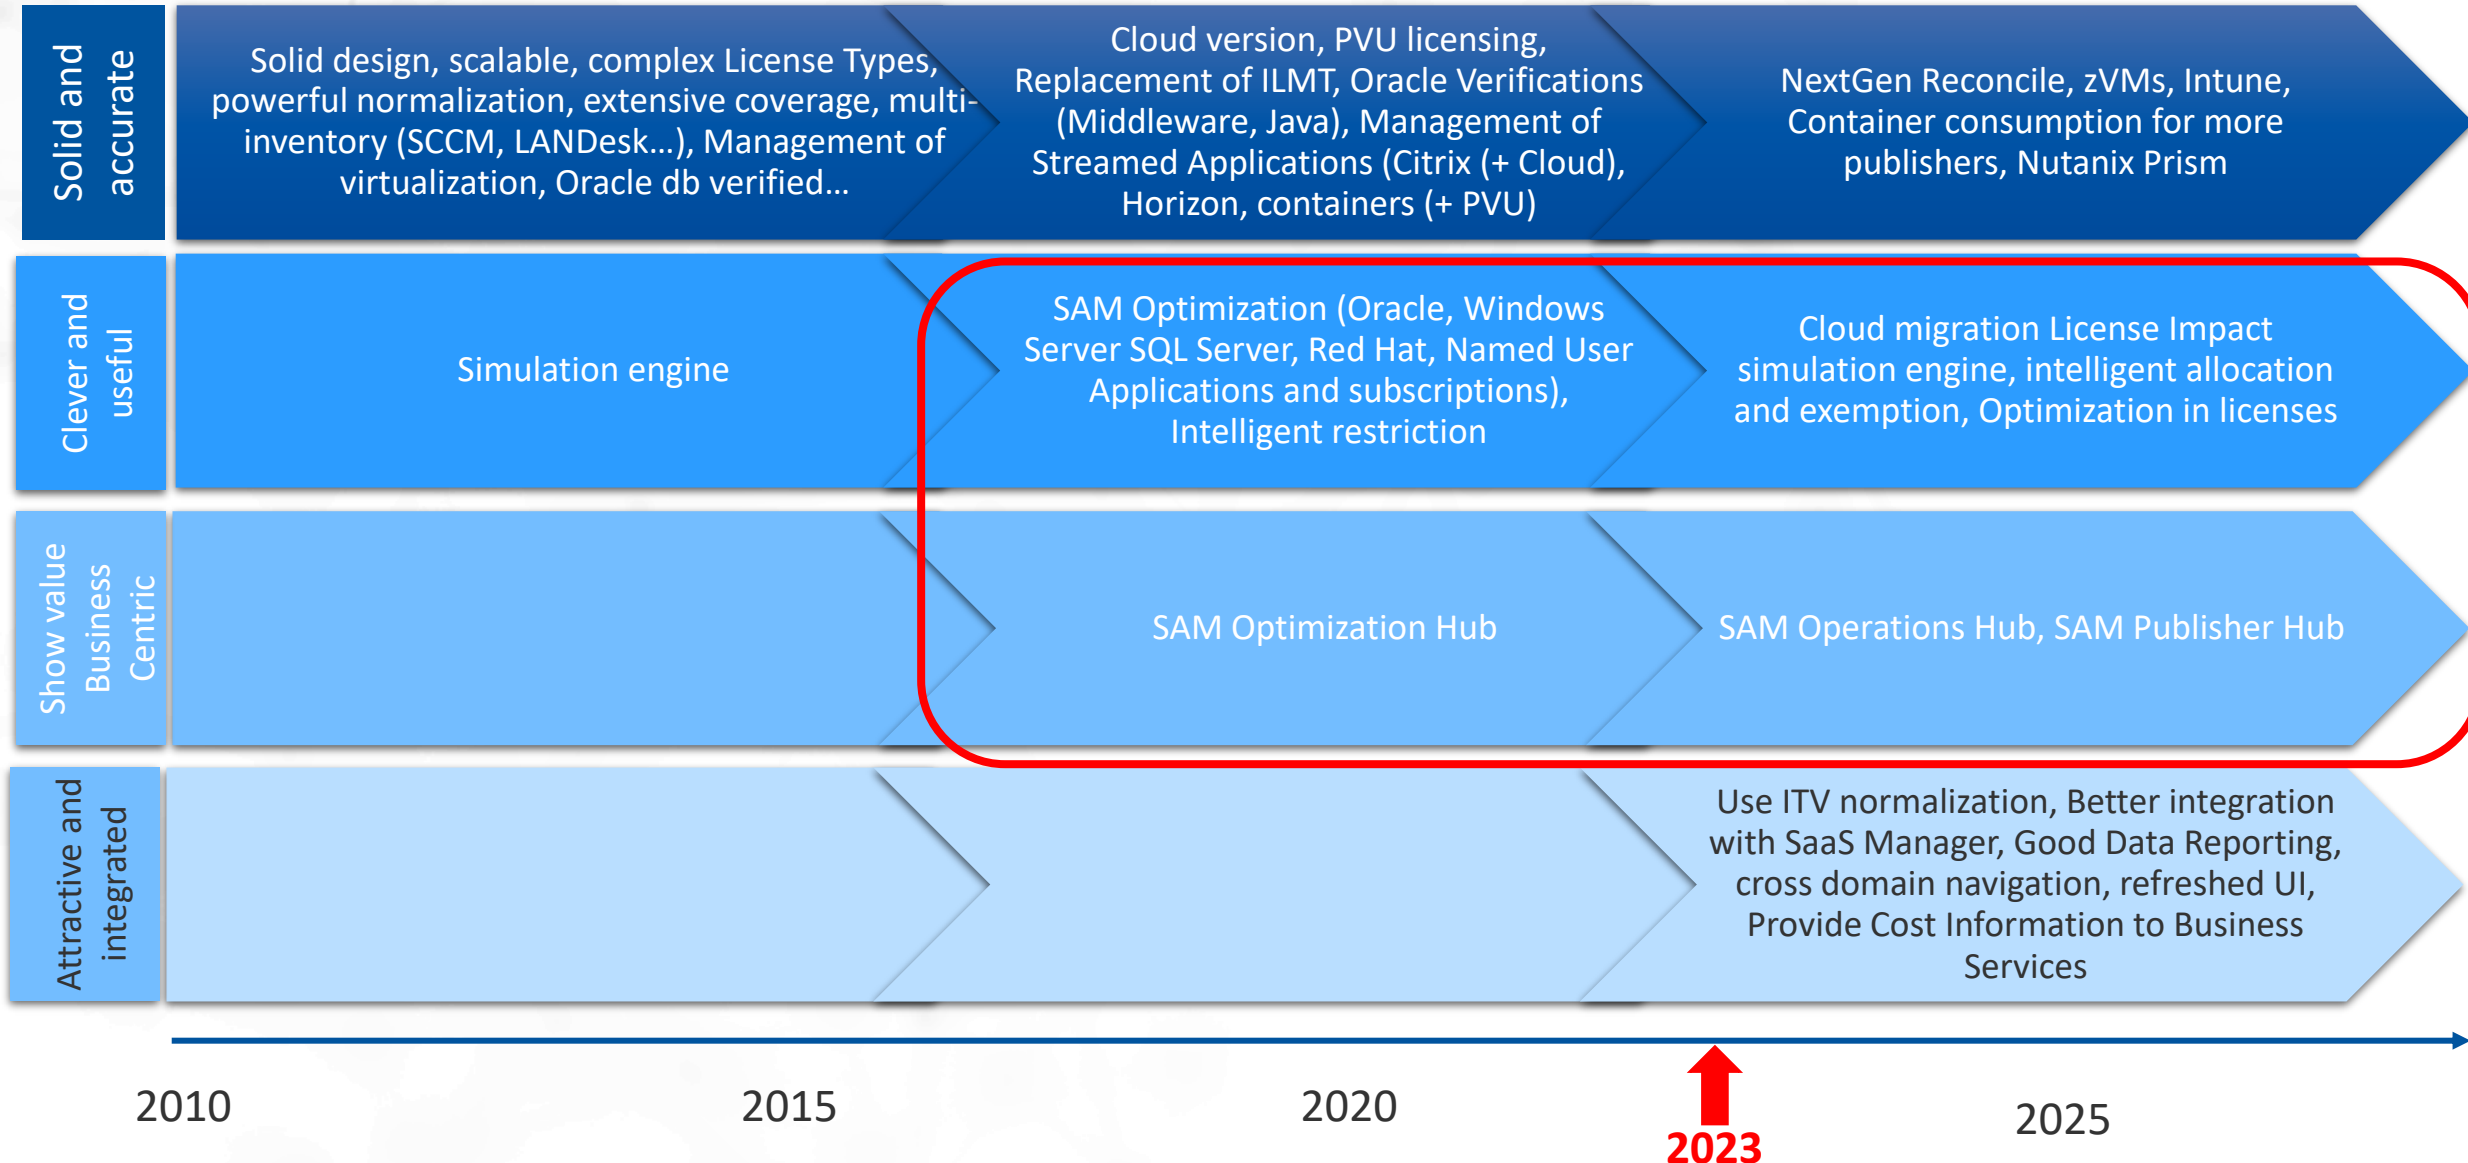 Solid and
accurate
Solid design, scalable, complex License Types,
powerful normalization, extensive coverage, multi-
inventory (SCCM, LANDesk…), Management of
virtualization, Oracle db verified…
Cloud version, PVU licensing,
Replacement of ILMT, Oracle Verifications
(Middleware, Java), Management of
Streamed Applications (Citrix (+ Cloud),
Horizon, containers (+ PVU)
NextGen Reconcile, zVMs, Intune,
Container consumption for more
publishers, Nutanix Prism
Clever and
useful
Simulation engine
SAM Optimization (Oracle, Windows
Server SQL Server, Red Hat, Named User
Applications and subscriptions),
Intelligent restriction
Cloud migration License Impact
simulation engine, intelligent allocation
and exemption, Optimization in licenses
Show value
Business
Centric
SAM Optimization Hub
SAM Operations Hub, SAM Publisher Hub
Attractive and
integrated
Use ITV normalization, Better integration
with SaaS Manager, Good Data Reporting,
cross domain navigation, refreshed UI,
Provide Cost Information to Business
Services
2010
2015
2020
2023
2025